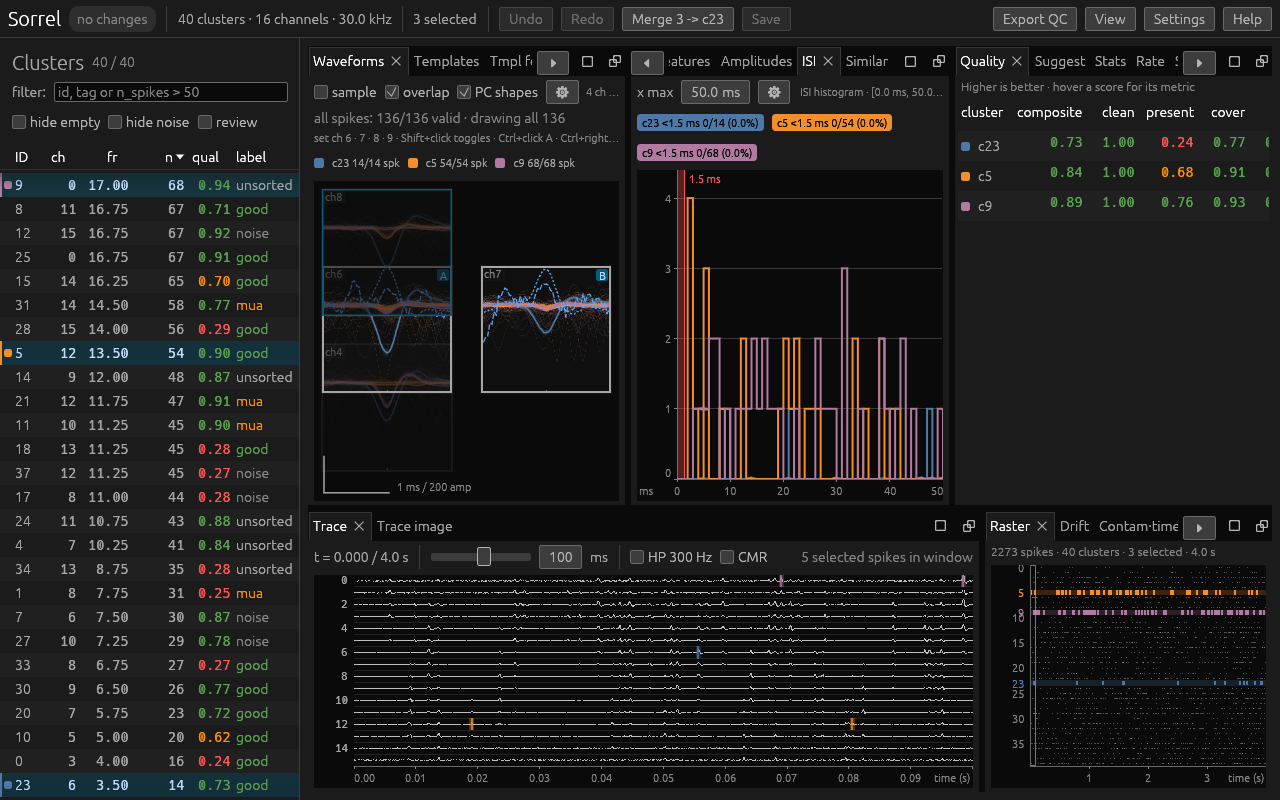 Sorrel no changes 40 clusters · 16 channels · 30.0 kHz 3 selected Undo Redo Merge 3 -> c23 Save Export QC View Settings Help
Clusters 40 / 40
filter: id, tag or n_spikes > 50
hide empty hide noise review
ID ch fr n qual label
9 0 17.00 68 0.94 unsorted
8 11 16.75 67 0.71 good
12 15 16.75 67 0.92 noise
25 0 16.75 67 0.91 good
15 14 16.25 65 0.70 good
31 14 14.50 58 0.77 mua
28 15 14.00 56 0.29 good
5 12 13.50 54 0.90 good
14 9 12.00 48 0.87 unsorted
21 12 11.75 47 0.91 mua
11 10 11.25 45 0.90 mua
18 13 11.25 45 0.28 good
37 12 11.25 45 0.27 noise
17 8 11.00 44 0.28 noise
24 11 10.75 43 0.88 unsorted
4 7 10.25 41 0.84 unsorted
34 13 8.75 35 0.28 unsorted
1 8 7.75 31 0.25 mua
7 6 7.50 30 0.87 noise
27 10 7.25 29 0.78 noise
33 8 6.75 27 0.27 good
30 9 6.50 26 0.77 good
20 7 5.75 23 0.72 good
10 5 5.00 20 0.62 good
0 3 4.00 16 0.24 good
23 6 3.50 14 0.73 good
Waveforms Templates Tmpl
sample overlap PC shapes 4 ch ...
all spikes: 136/136 valid · drawing all 136
set ch 6 · 7 · 8 · 9 · Shift+click toggles · Ctrl+click A · Ctrl+right...
c23 14/14 spk c5 54/54 spk c9 68/68 spk
ch8
ch6 A
ch7 B
ch4
1 ms / 200 amp
eatures Amplitudes ISI Similar
x max 50.0 ms ISI histogram · [0.0 ms, 50.0...
c23 <1.5 ms 0/14 (0.0%) c5 <1.5 ms 0/54 (0.0%)
c9 <1.5 ms 0/68 (0.0%)
1.5 ms
4
3
2
1
0
ms 0 10 20 30 40 50
Quality Suggest Stats Rate
Higher is better · hover a score for its metric
cluster composite clean present cover
c23 0.73 1.00 0.24 0.77
c5 0.84 1.00 0.68 0.91
c9 0.89 1.00 0.76 0.93
Trace Trace image
t = 0.000 / 4.0 s 100 ms HP 300 Hz CMR 5 selected spikes in window
0
2
4
6
8
10
12
14
0.00 0.01 0.02 0.03 0.04 0.05 0.06 0.07 0.08 0.09 time (s)
Raster Drift Contam-time
2273 spikes · 40 clusters · 3 selected · 4.0 s
0
5
9
10
15
20
23
25
30
35
1 2 3 time (s)